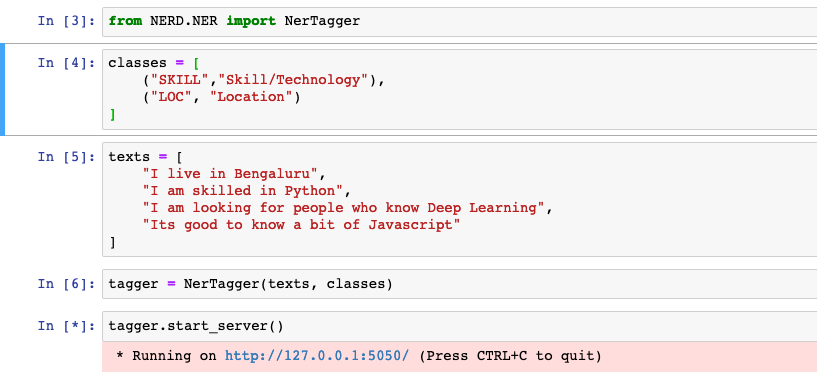 In [3]: from NERD.NER import NerTagger
In [4]: classes = [
("SKILL","Skill/Technology"),
("LOC", "Location")
]
In [5]: texts = [
"I live in Bengaluru",
"I am skilled in Python",
"I am looking for people who know Deep Learning",
"Its good to know a bit of Javascript"
]
In [6]: tagger = NerTagger(texts, classes)
In [*]: tagger.start_server()
* Running on http://127.0.0.1:5050/ (Press CTRL+C to quit)